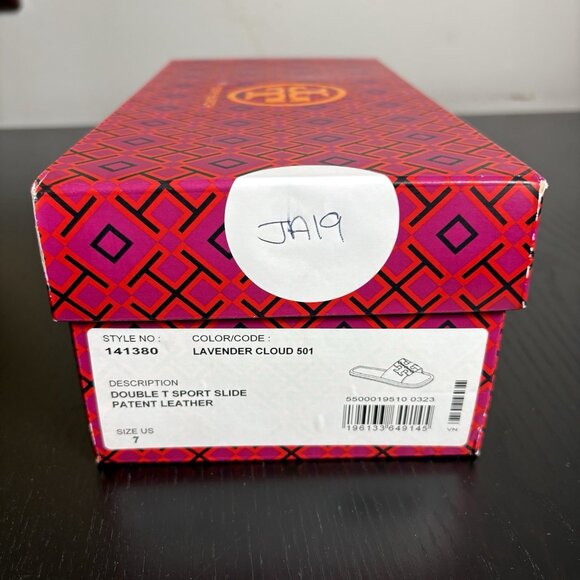 JA19
STYLE NO :
COLOR/CODE :
141380
LAVENDER CLOUD 501
DESCRIPTION
DOUBLE T SPORT SLIDE
PATENT LEATHER
5500019510 0323
196133 649145
VN
SIZE US
7